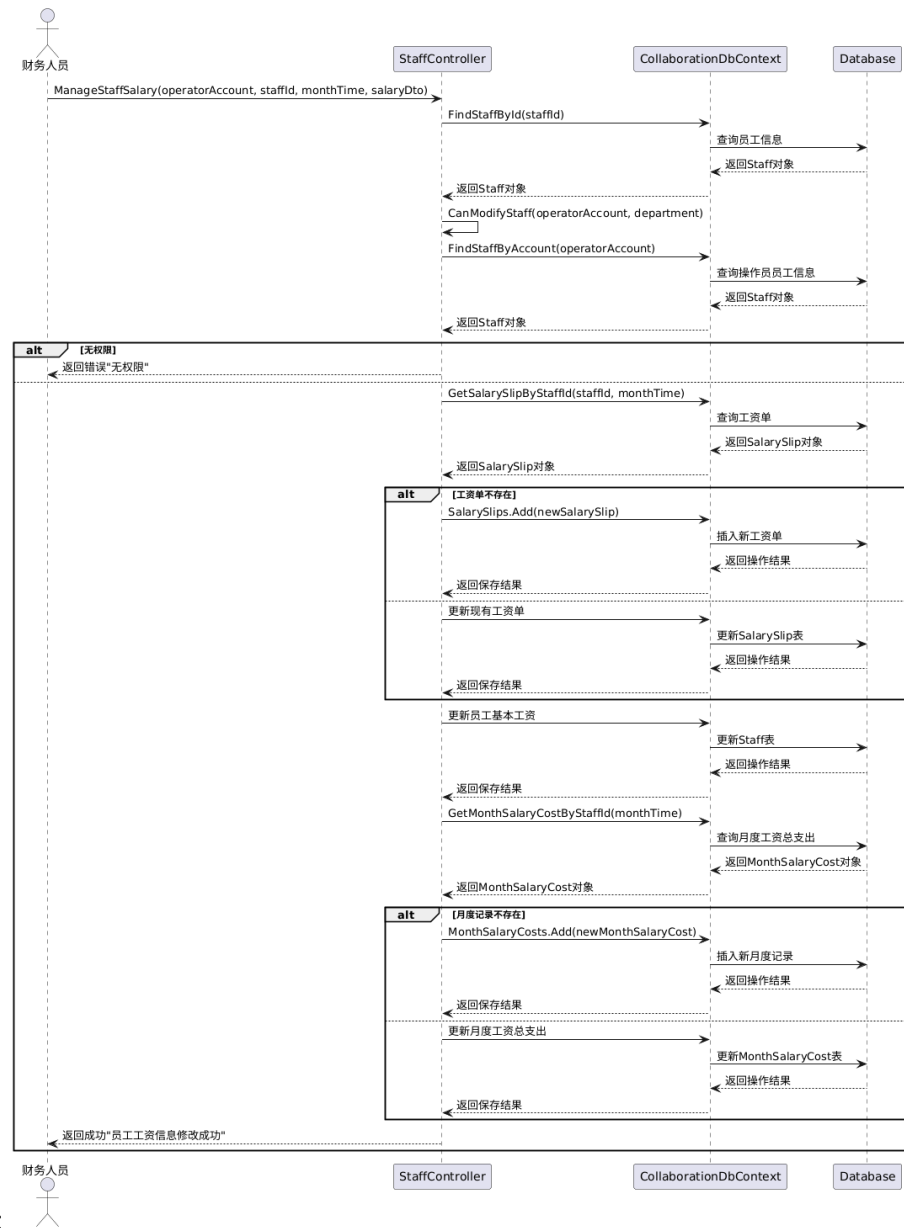 财务人员
StaffController
CollaborationDbContext
Database
ManageStaffSalary(operatorAccount, staffId, monthTime, salaryDto)
FindStaffById(staffId)
查询员工信息
返回Staff对象
返回Staff对象
CanModifyStaff(operatorAccount, department)
FindStaffByAccount(operatorAccount)
查询操作员员工信息
返回Staff对象
返回Staff对象
alt [无权限]
返回错误"无权限"
GetSalarySlipByStaffId(staffId, monthTime)
查询工资单
返回SalarySlip对象
返回SalarySlip对象
alt [工资单不存在]
SalarySlips.Add(newSalarySlip)
插入新工资单
返回操作结果
返回保存结果
更新现有工资单
更新SalarySlip表
返回操作结果
返回保存结果
更新员工基本工资
更新Staff表
返回操作结果
返回保存结果
GetMonthSalaryCostByStaffId(monthTime)
查询月度工资总支出
返回MonthSalaryCost对象
返回MonthSalaryCost对象
alt [月度记录不存在]
MonthSalaryCosts.Add(newMonthSalaryCost)
插入新月度记录
返回操作结果
返回保存结果
更新月度工资总支出
更新MonthSalaryCost表
返回操作结果
返回保存结果
返回成功"员工工资信息修改成功"
财务人员
StaffController
CollaborationDbContext
Database